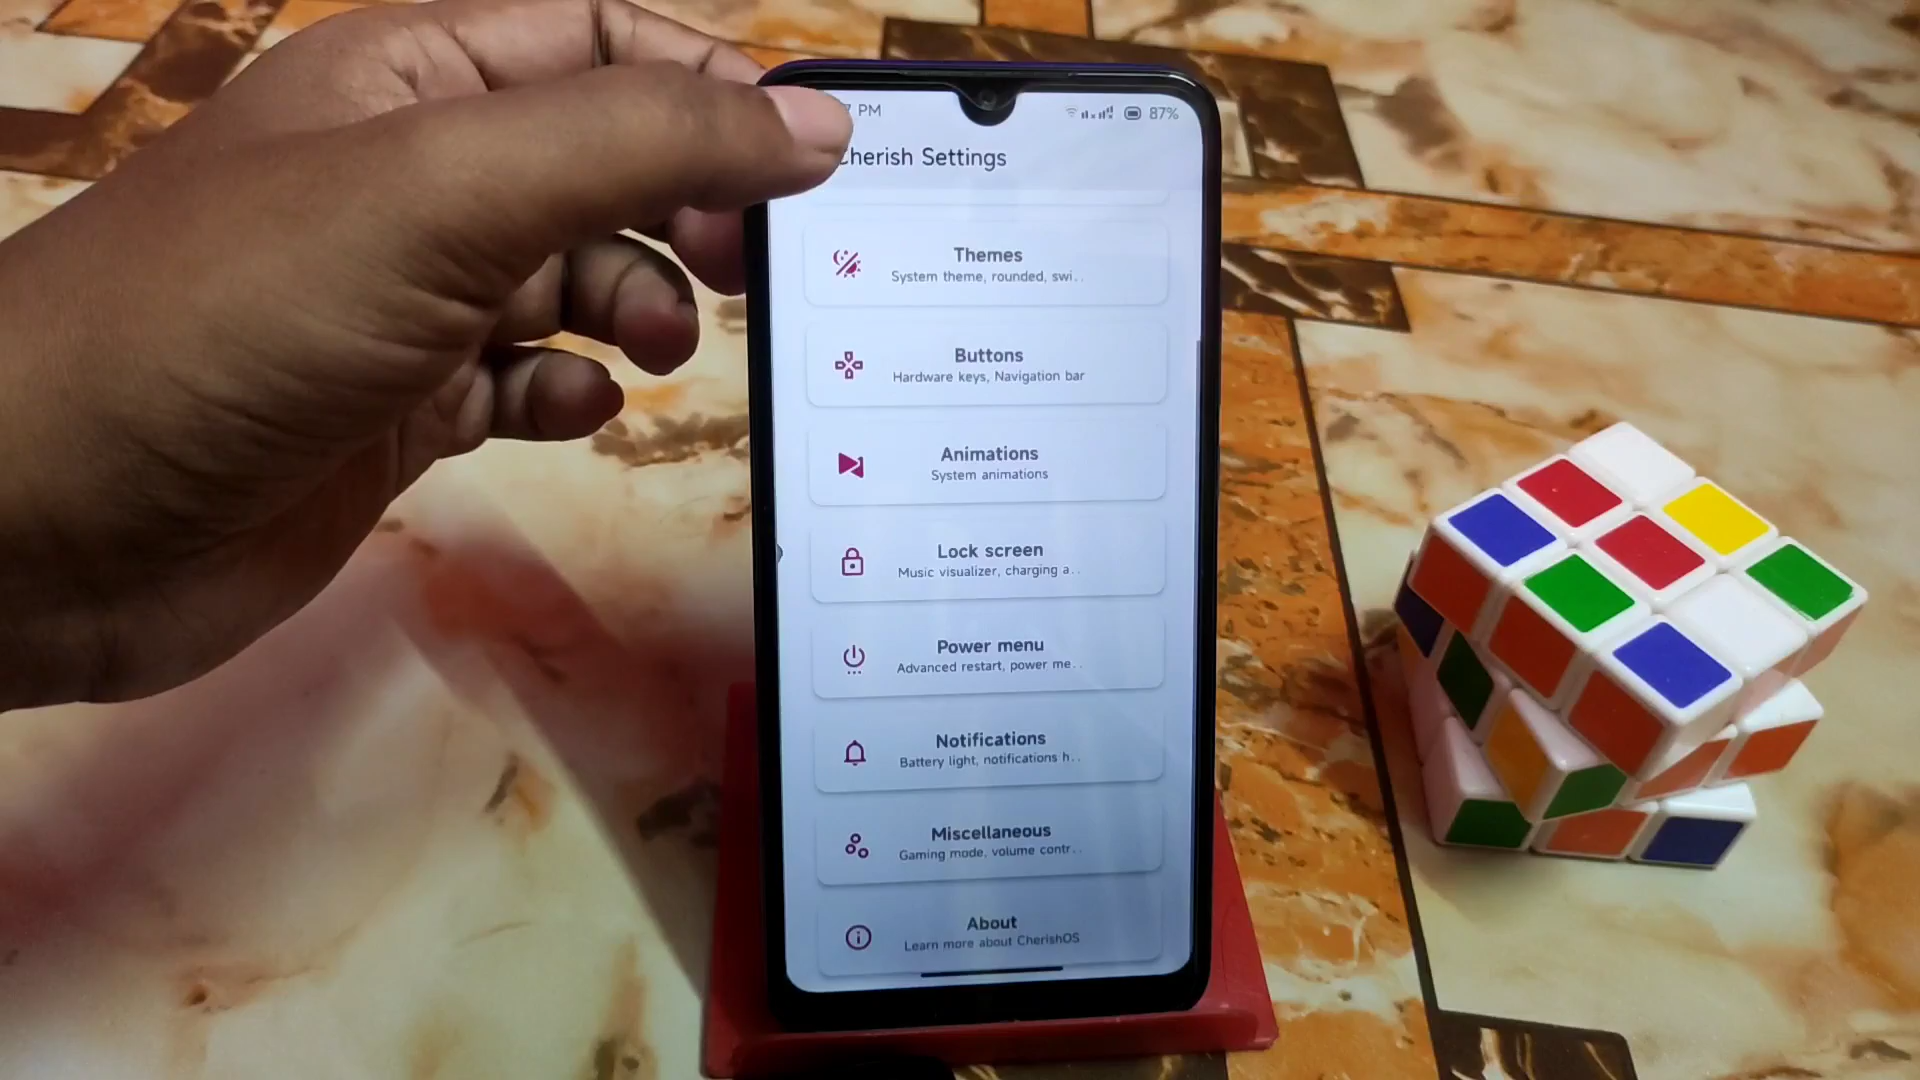 PM
87%
Cherish Settings
Themes
System theme, rounded, swi..
Buttons
Hardware keys, Navigation bar
Animations
System animations
Lock screen
Music visualizer, charging a..
Power menu
Advanced restart, power me..
Notifications
Battery light, notifications h..
Miscellaneous
Gaming mode, volume contr..
About
Learn more about CherishOS